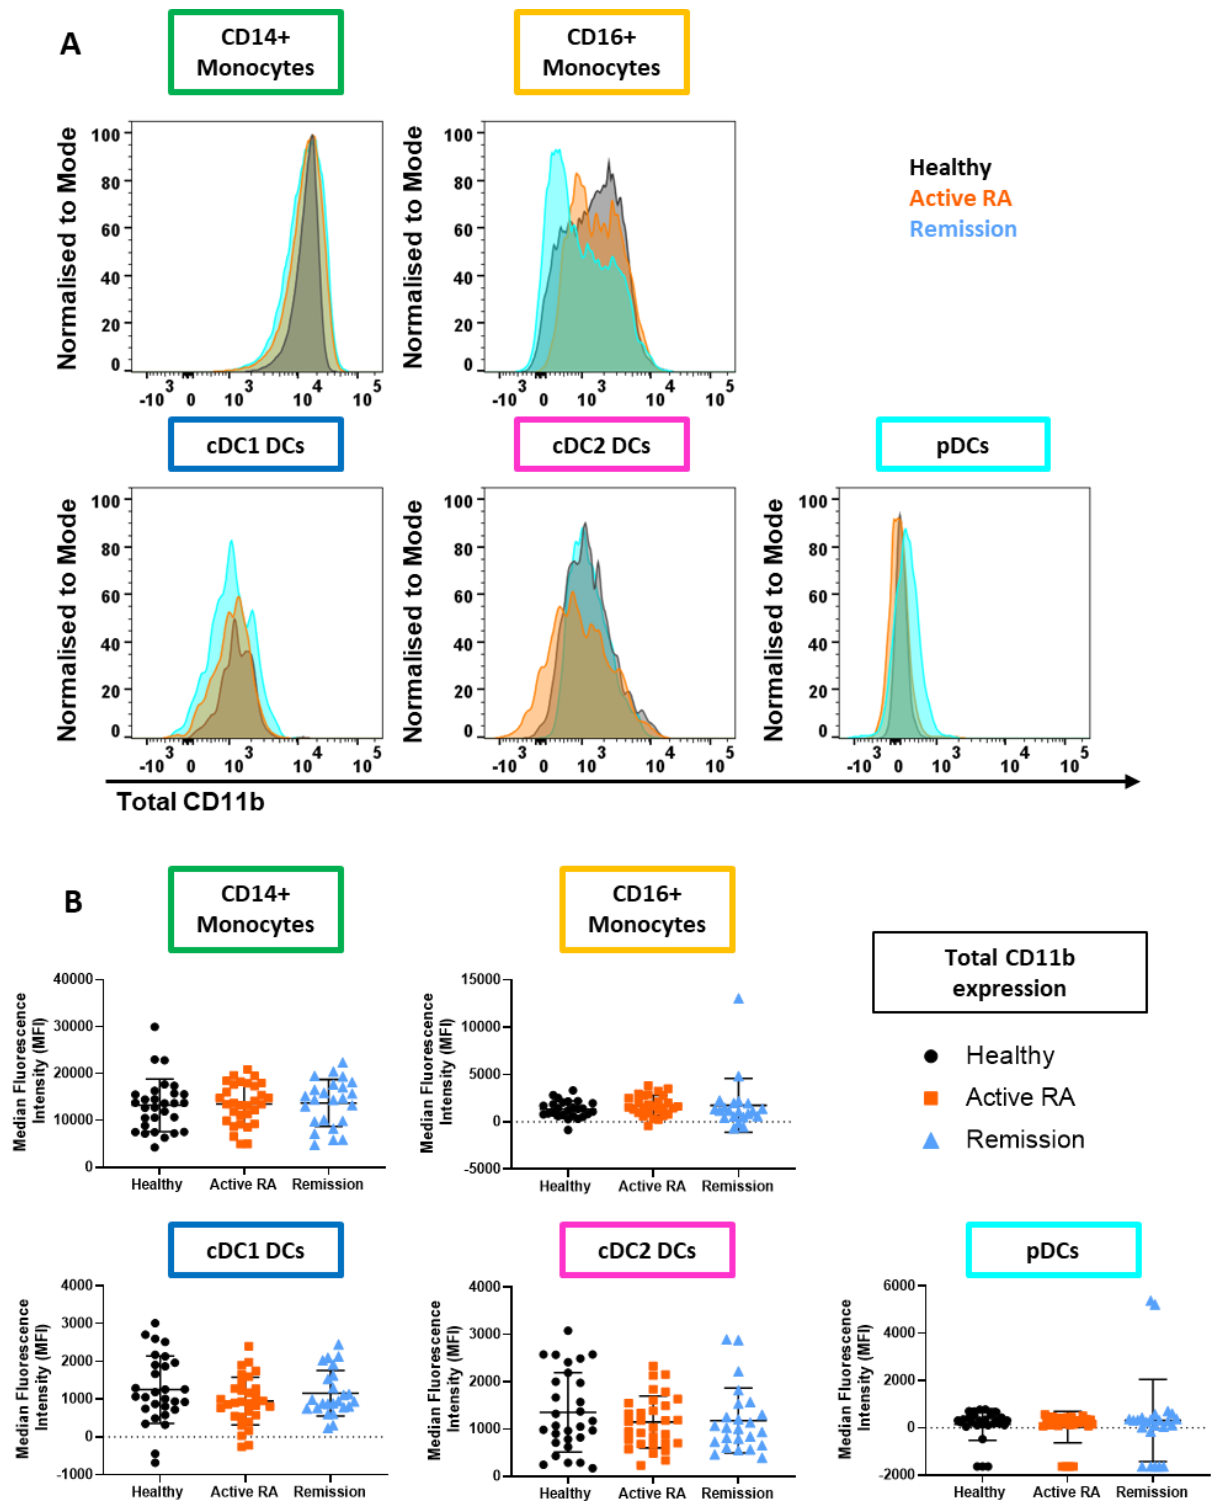 A
CD14+
Monocytes
CD16+
Monocytes
Normalised to Mode
100
80
60
40
20
0
-10 3 0 10 3 10 4 10 5
Normalised to Mode
100
80
60
40
20
0
-10 3 0 10 3 10 4 10 5
Healthy
Active RA
Remission
cDC1 DCs
cDC2 DCs
pDCs
Normalised to Mode
100
80
60
40
20
0
-10 3 0 10 3 10 4 10 5
Normalised to Mode
100
80
60
40
20
0
-10 3 0 10 3 10 4 10 5
Normalised to Mode
100
80
60
40
20
0
-10 3 0 10 3 10 4 10 5
Total CD11b
B
CD14+
Monocytes
CD16+
Monocytes
Total CD11b
expression
Healthy
Active RA
Remission
Median Fluorescence
Intensity (MFI)
40000
30000
20000
10000
0
Healthy Active RA Remission
Median Fluorescence
Intensity (MFI)
15000
10000
5000
0
-5000
Healthy Active RA Remission
cDC1 DCs
cDC2 DCs
pDCs
Median Fluorescence
Intensity (MFI)
4000
3000
2000
1000
0
-1000
Healthy Active RA Remission
Median Fluorescence
Intensity (MFI)
4000
3000
2000
1000
0
Healthy Active RA Remission
Median Fluorescence
Intensity (MFI)
6000
4000
2000
0
-2000
Healthy Active RA Remission